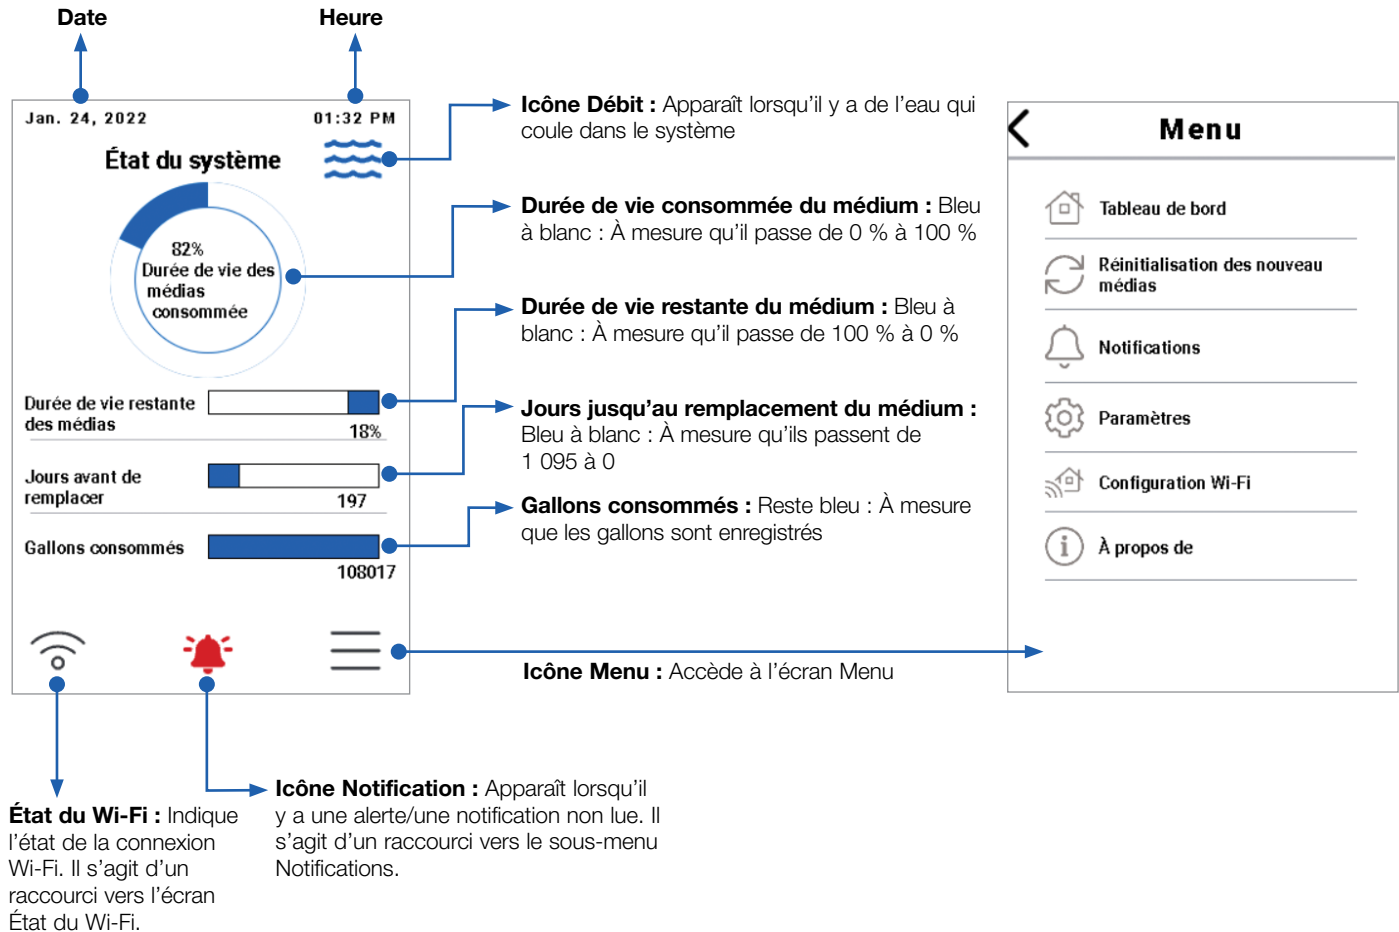 Date
Heure
Jan. 24, 2022
01:32 PM
État du système
82%
Durée de vie des
médias
consommée
Durée de vie restante
des médias
18%
Jours avant de
remplacer
197
Gallons consommés
108017
Icône Débit : Apparaît lorsqu'il y a de l'eau qui
coule dans le système
Durée de vie consommée du médium : Bleu
à blanc : À mesure qu'il passe de 0 % à 100 %
Durée de vie restante du médium : Bleu à
blanc : À mesure qu'il passe de 100 % à 0 %
Jours jusqu'au remplacement du médium :
Bleu à blanc : À mesure qu'ils passent de
1 095 à 0
Gallons consommés : Reste bleu : À mesure
que les gallons sont enregistrés
Icône Menu : Accède à l'écran Menu
Menu
Tableau de bord
Réinitialisation des nouveau
médias
Notifications
Paramètres
Configuration Wi-Fi
À propos de
État du Wi-Fi : Indique
l'état de la connexion
Wi-Fi. Il s'agit d'un
raccourci vers l'écran
État du Wi-Fi.
Icône Notification : Apparaît lorsqu'il
y a une alerte/une notification non lue. Il
s'agit d'un raccourci vers le sous-menu
Notifications.